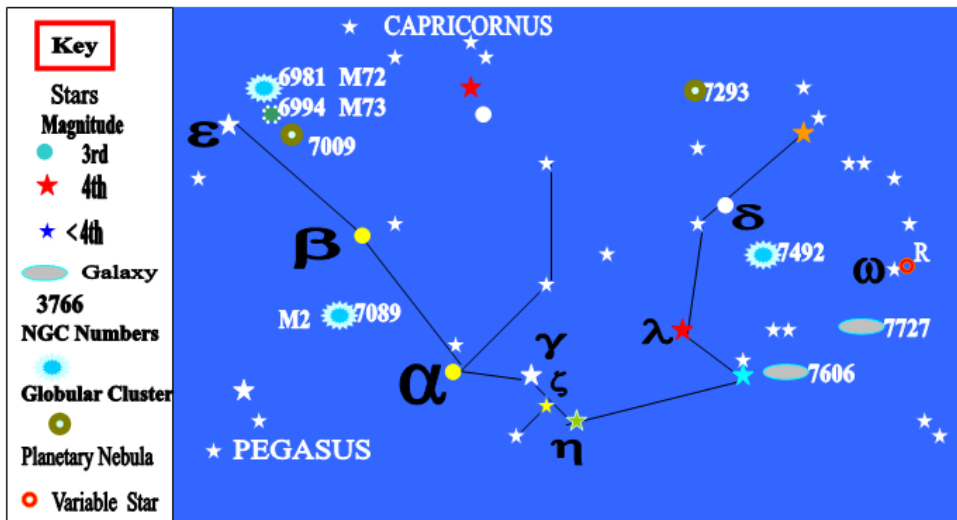 Key
Stars
Magnitude
3rd
4th
<4th
Galaxy
3766
NGC Numbers
Globular Cluster
Planetary Nebula
Variable Star
CAPRICORNUS
6981 M72
6994 M73
7009
7293
ε
β
δ
7492
ω
R
M2
7089
λ
7727
γ
α
ζ
7606
η
PEGASUS